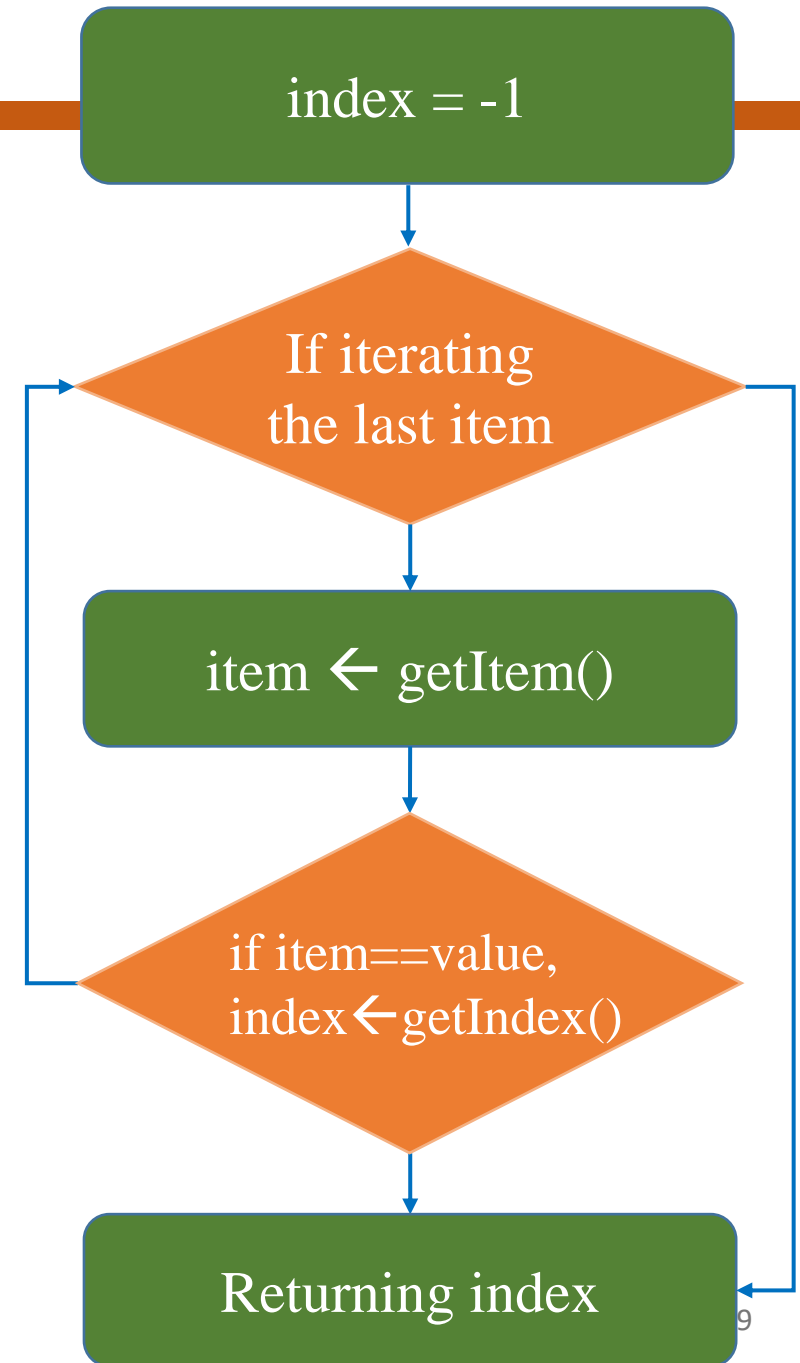 index = -1
If iterating
the last item
item ← getItem()
if item==value,
index←getIndex()
Returning index
9